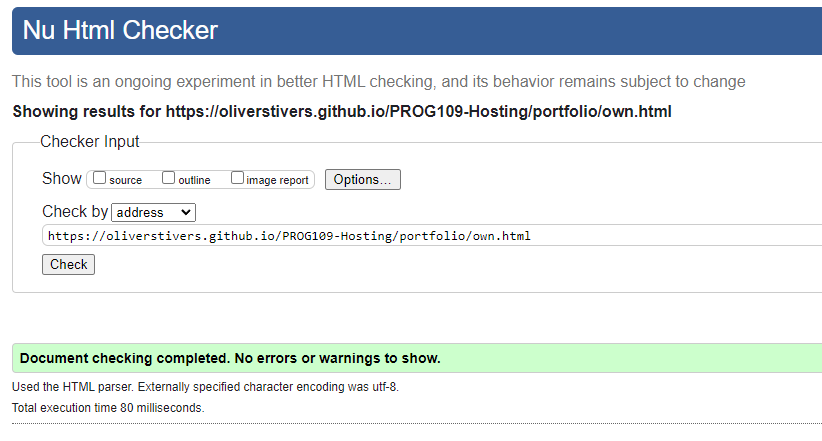 Nu Html Checker
This tool is an ongoing experiment in better HTML checking, and its behavior remains subject to change
Showing results for https://oliverstivers.github.io/PROG109-Hosting/portfolio/own.html
Checker Input
Show source outline image report Options...
Check by address
https://oliverstivers.github.io/PROG109-Hosting/portfolio/own.html
Check
Document checking completed. No errors or warnings to show.
Used the HTML parser. Externally specified character encoding was utf-8.
Total execution time 80 milliseconds.